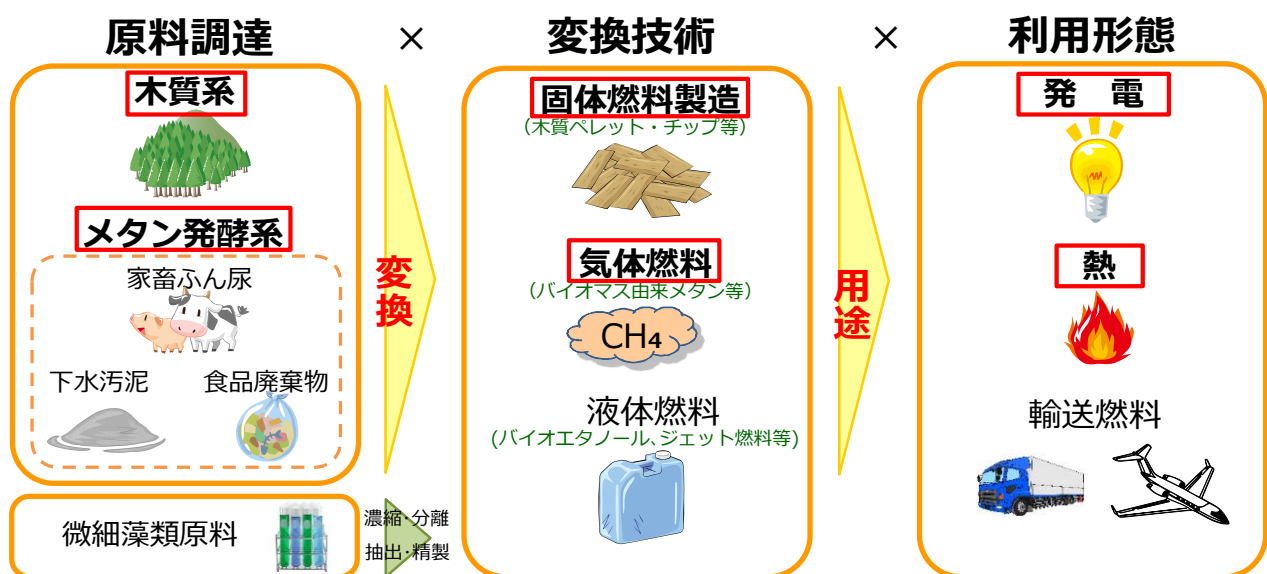 原料調達 × 変換技術 × 利用形態
木質系
メタン発酵系
家畜ふん尿
下水汚泥 食品廃棄物
微細藻類原料
変換
濃縮・分離
抽出・精製
固体燃料製造
（木質ペレット・チップ等）
気体燃料
（バイオマス由来メタン等）
CH4
液体燃料
(バイオエタノール、ジェット燃料等)
用途
発　電
熱
輸送燃料